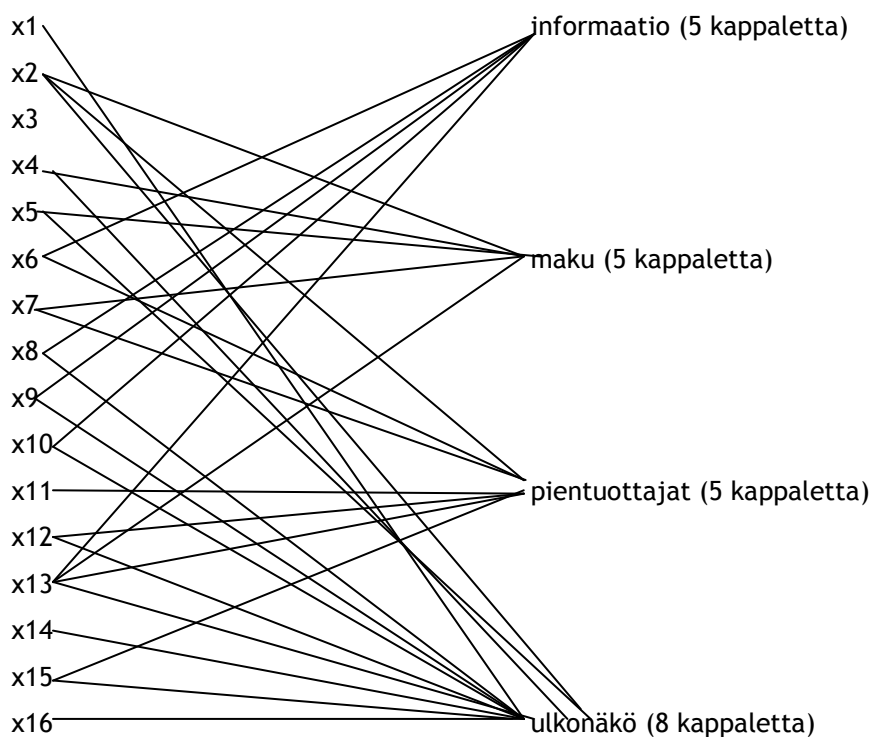 x1
informaatio (5 kappaletta)
x2
x3
x4
x5
x6
maku (5 kappaletta)
x7
x8
x9
x10
x11
pientuottajat (5 kappaletta)
x12
x13
x14
x15
x16
ulkonäkö (8 kappaletta)